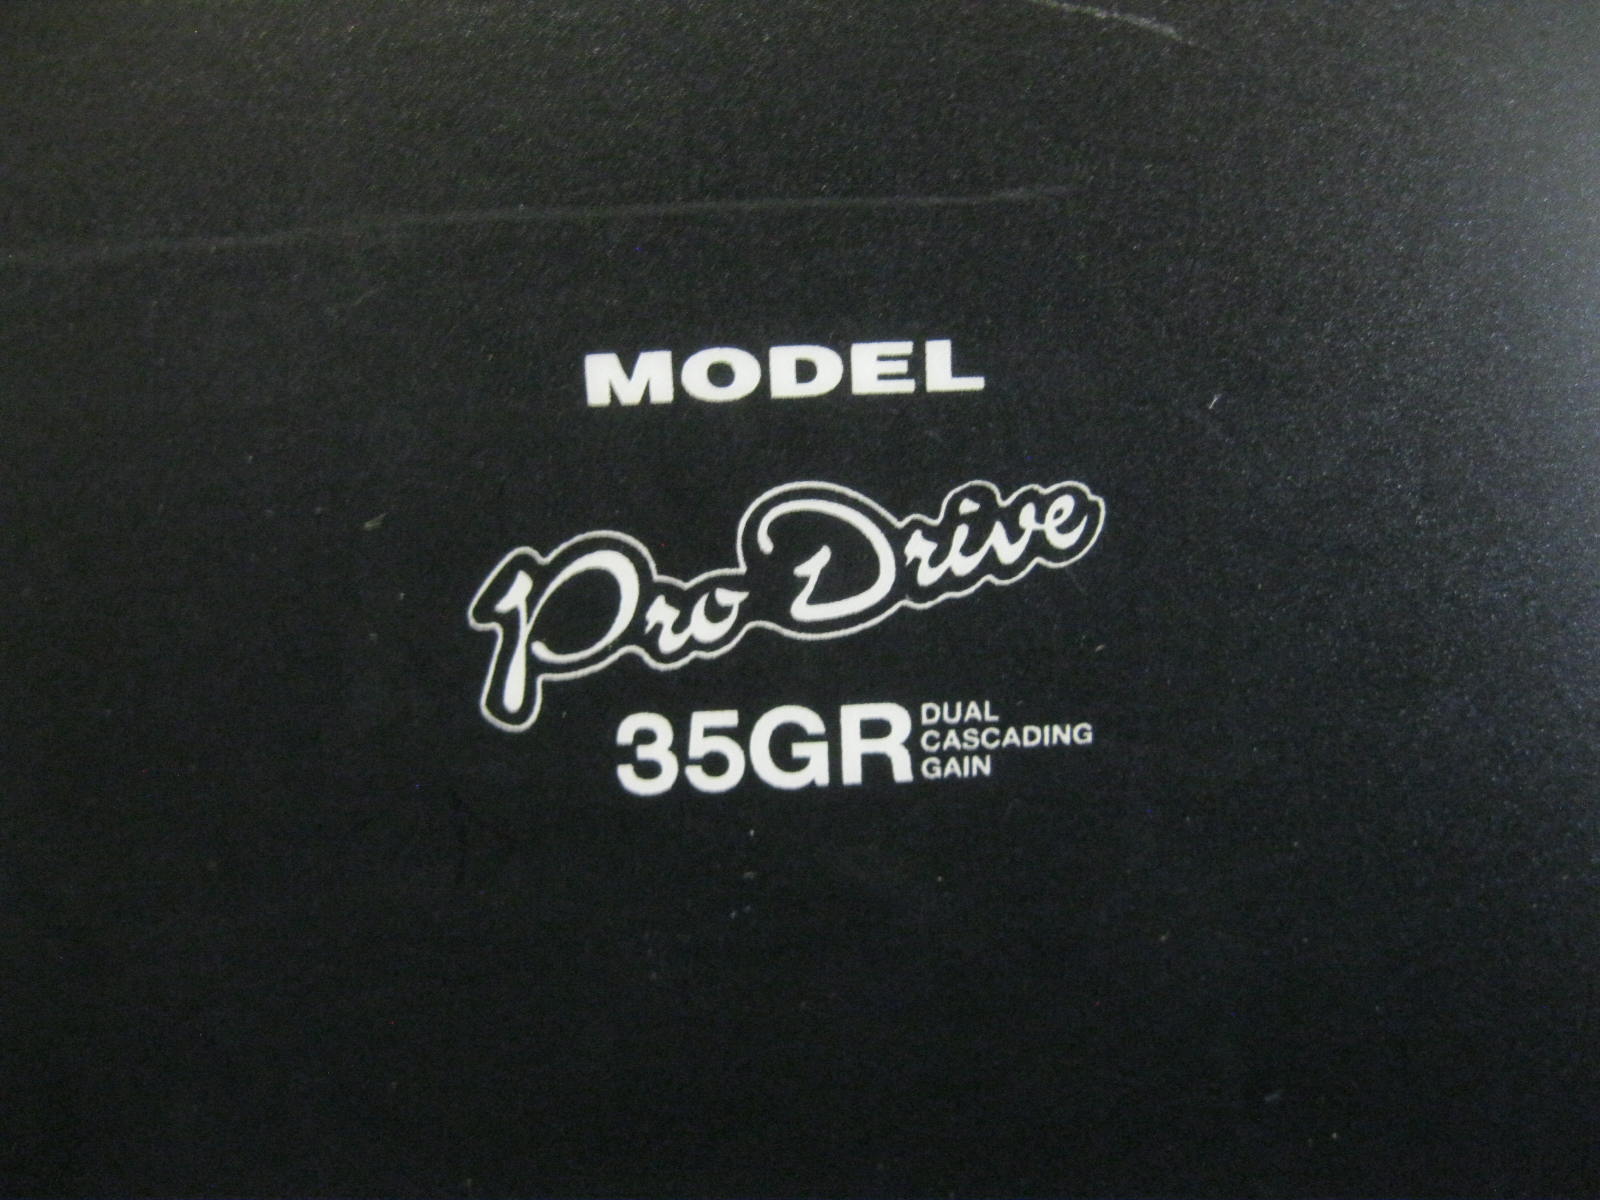 MODEL
Pro Drive
35GR
DUAL
CASCADING
GAIN